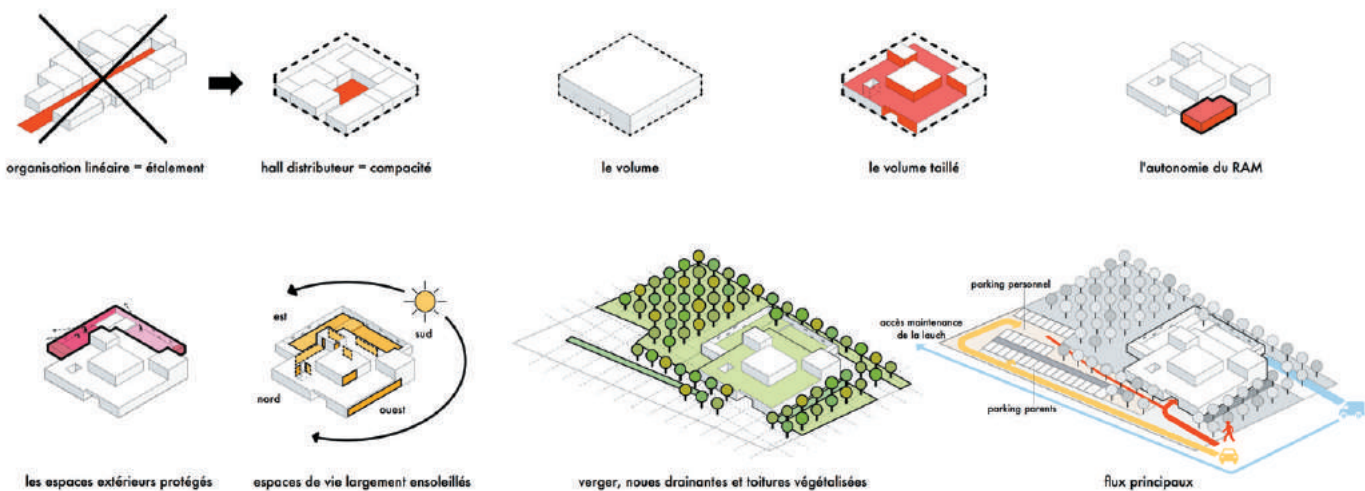 organisation linéaire = étalement
hall distributeur = compacité
le volume
le volume taillé
l'autonomie du RAM
est
sud
nord
ouest
parking personnel
accès maintenance
de la lauch
parking parents
les espaces extérieurs protégés
espaces de vie largement ensoleillés
verger, noues drainantes et toitures végétalisées
flux principaux